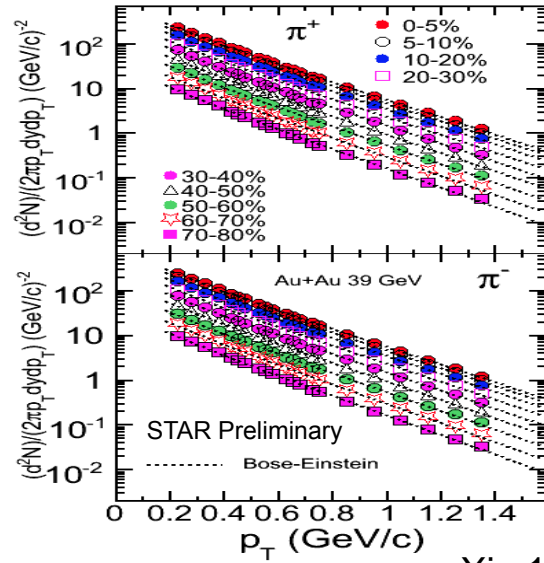 π⁺
0-5%
5-10%
10-20%
20-30%
10²
10
1
10⁻¹
10⁻²
(d²N)/(2πp_T dydp_T) (GeV/c)⁻²
30-40%
40-50%
50-60%
60-70%
70-80%
Au+Au 39 GeV
π⁻
10²
10
1
10⁻¹
10⁻²
(d²N)/(2πp_T dydp_T) (GeV/c)⁻²
STAR Preliminary
Bose-Einstein
0 0.2 0.4 0.6 0.8 1 1.2 1.4
p_T (GeV/c)